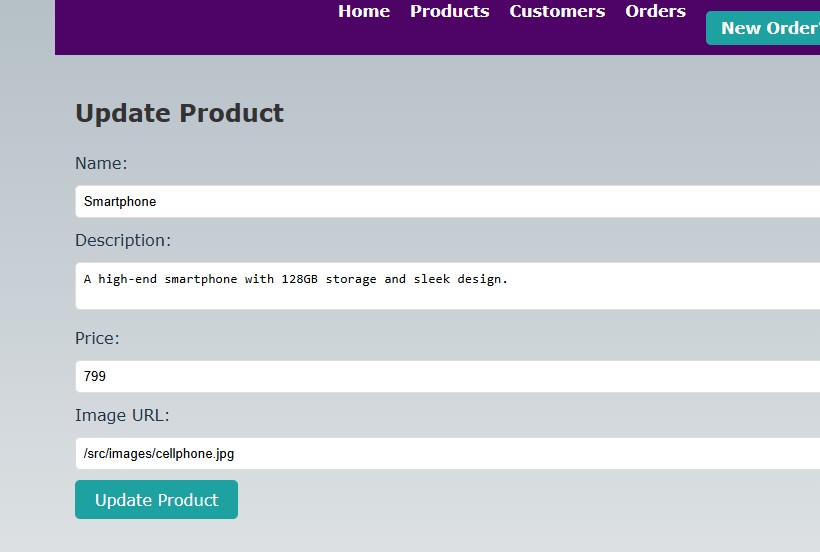 Home Products Customers Orders
New Order
Update Product
Name:
Smartphone
Description:
A high-end smartphone with 128GB storage and sleek design.
Price:
799
Image URL:
/src/images/cellphone.jpg
Update Product